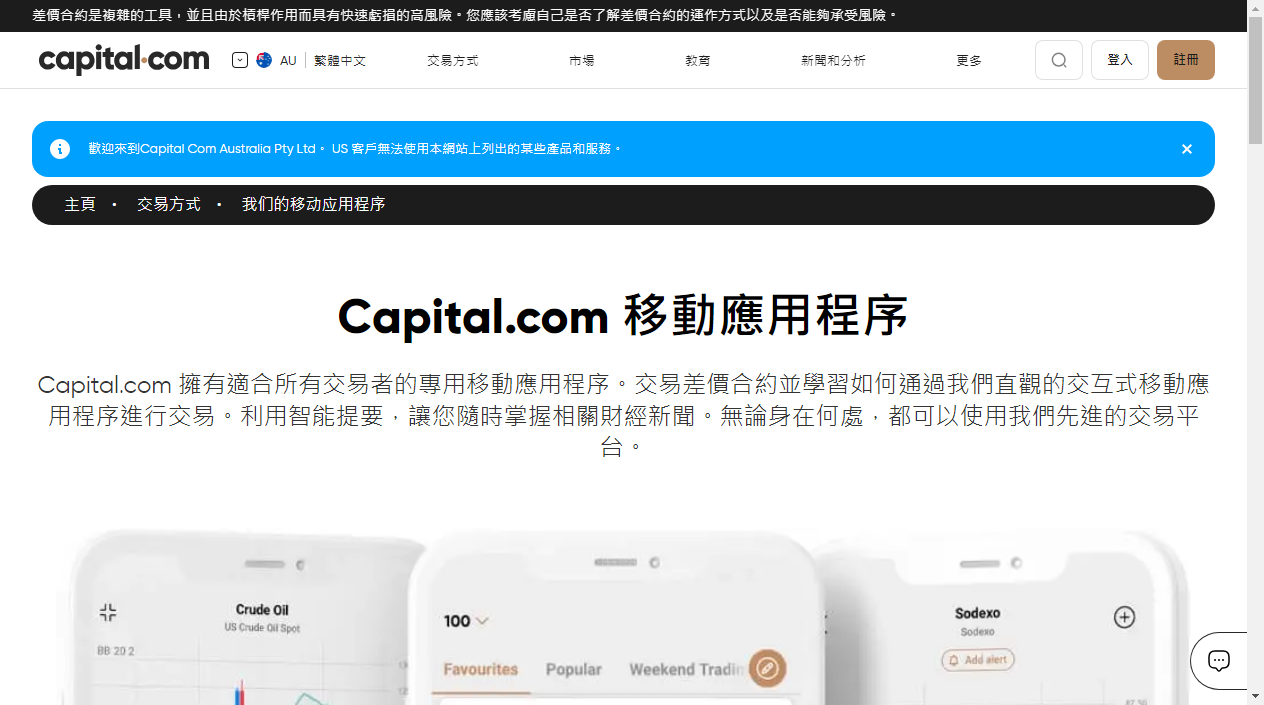 差價合約是複雜的工具，並且由於槓桿作用而具有快速虧損的高風險。您應該考慮自己是否了解差價合約的運作方式以及是否能夠承受風險。
capital.com AU 繁體中文 交易方式 市場 教育 新聞和分析 更多 登入 註冊
歡迎來到Capital Com Australia Pty Ltd。 US 客戶無法使用本網站上列出的某些產品和服務。
主頁 • 交易方式 • 我们的移动应用程序
Capital.com 移動應用程序
Capital.com 擁有適合所有交易者的專用移動應用程序。交易差價合約並學習如何通過我們直觀的交互式移動應
用程序進行交易。利用智能提要，讓您隨時掌握相關財經新聞。無論身在何處，都可以使用我們先進的交易平
台。
Crude Oil
US Crude Oil Spot
BB 20 2
100
Favourites Popular Weekend Tradin
Sodexo
Sodexo
Add alert